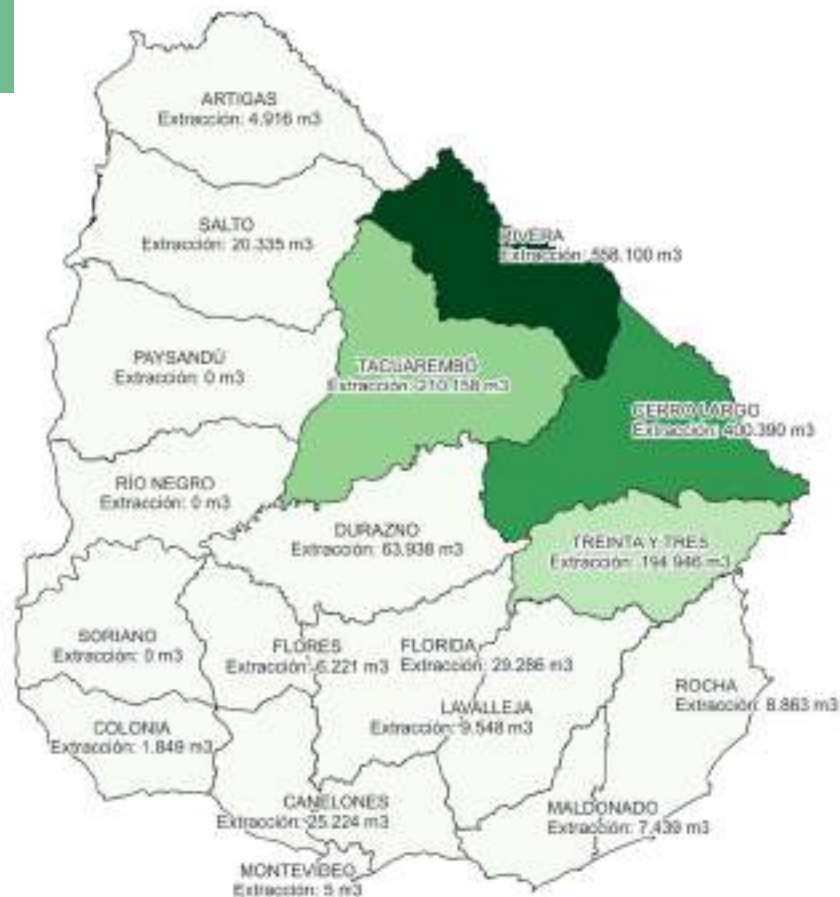 ARTIGAS
Extracción: 4.916 m3
SALTO
Extracción: 20.335 m3
RIVERA
Extracción: 558.100 m3
PAYSANDÚ
Extracción: 0 m3
TACUAREMBÓ
Extracción: 210.158 m3
CERRO LARGO
Extracción: 400.390 m3
RÍO NEGRO
Extracción: 0 m3
DURAZNO
Extracción: 63.938 m3
TREINTA Y TRES
Extracción: 194.946 m3
SORIANO
Extracción: 0 m3
FLORES
Extracción: 6.221 m3
FLORIDA
Extracción: 29.286 m3
ROCHA
Extracción: 8.863 m3
LAVALLEJA
Extracción: 9.548 m3
COLONIA
Extracción: 1.849 m3
CANELONES
Extracción: 25.224 m3
MALDONADO
Extracción: 7.439 m3
MONTEVIDEO
Extracción: 5 m3